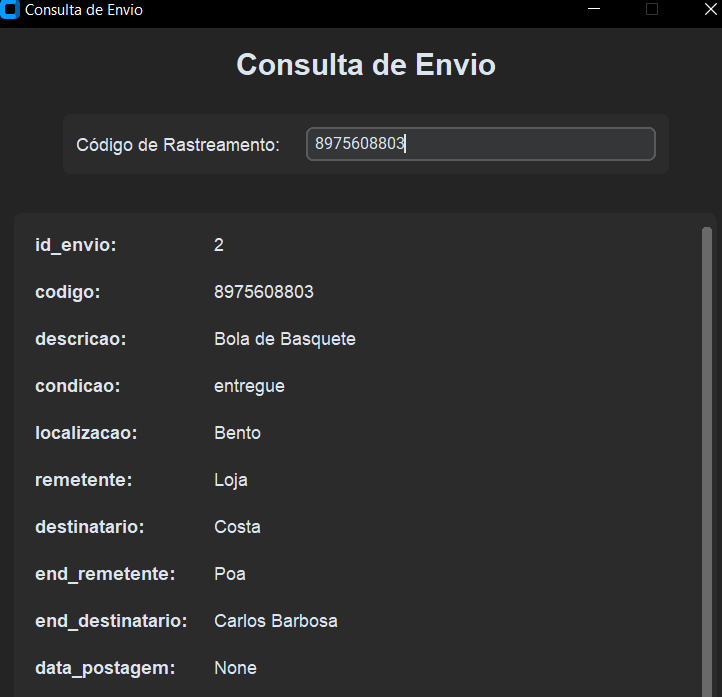 Consulta de Envio
Consulta de Envio
Código de Rastreamento: 8975608803
id_envio: 2
codigo: 8975608803
descricao: Bola de Basquete
condicao: entregue
localizacao: Bento
remetente: Loja
destinatario: Costa
end_remetente: Poa
end_destinatario: Carlos Barbosa
data_postagem: None